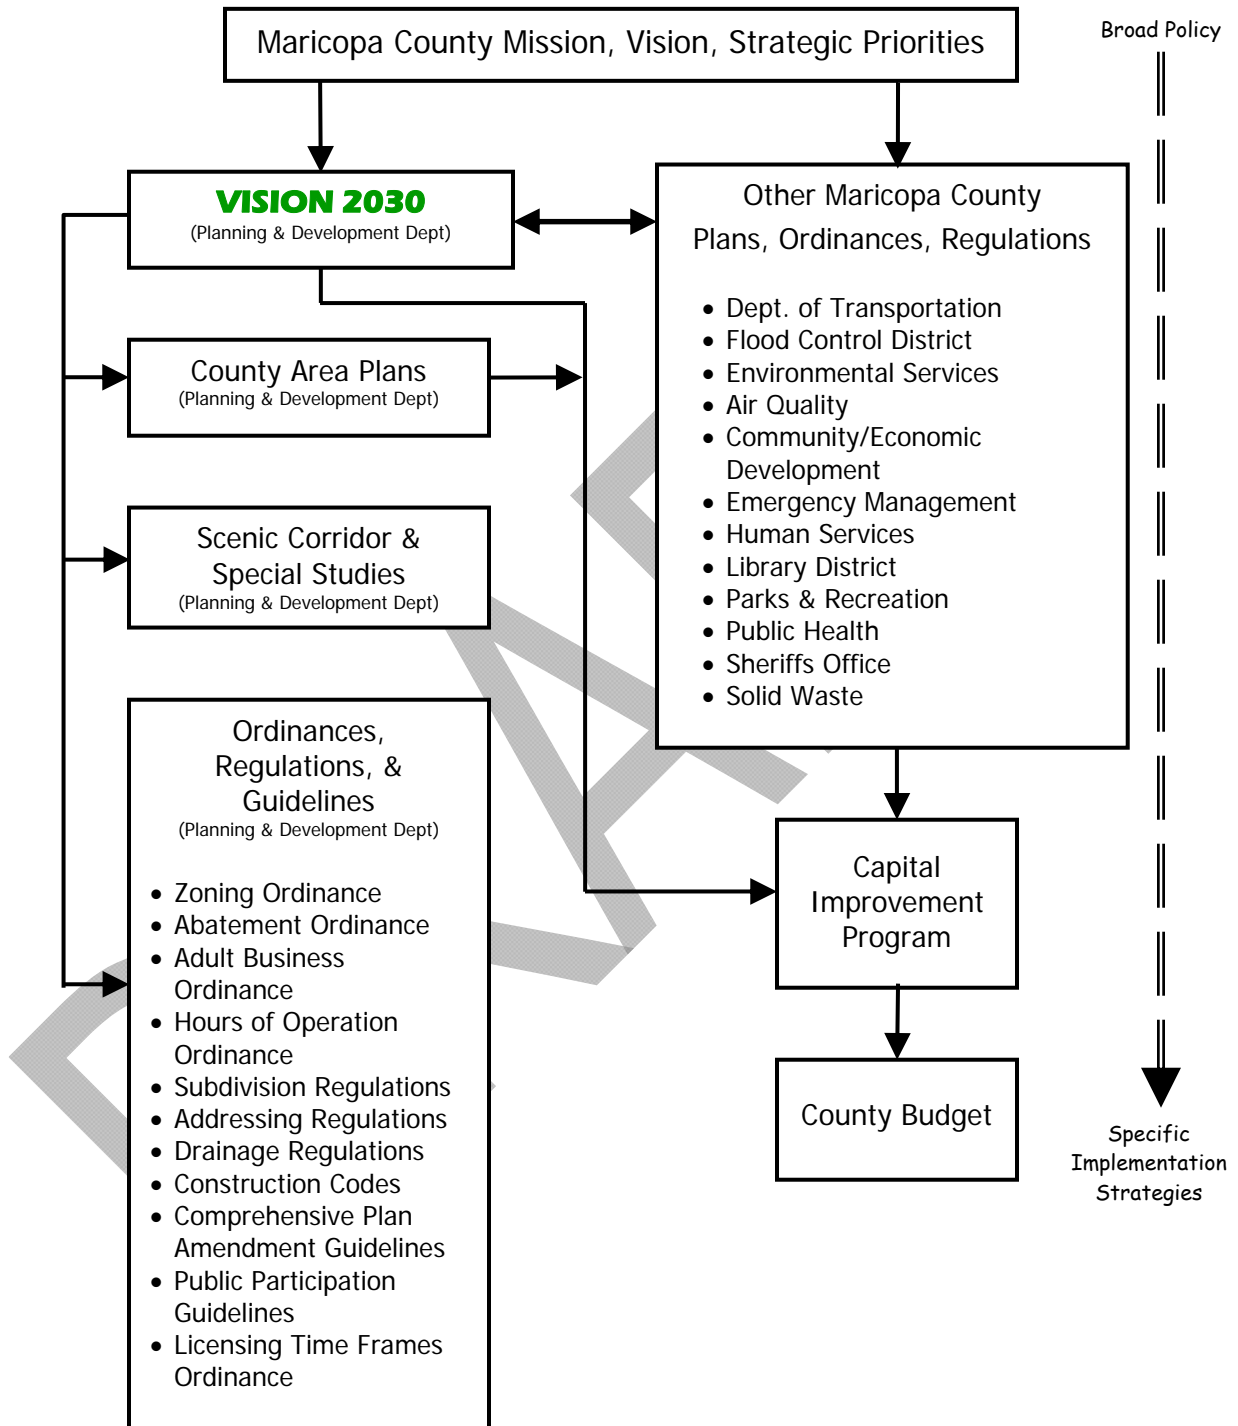 Maricopa County Mission, Vision, Strategic Priorities
Broad Policy
VISION 2030
(Planning & Development Dept)
Other Maricopa County
Plans, Ordinances, Regulations
• Dept. of Transportation
• Flood Control District
• Environmental Services
• Air Quality
• Community/Economic
Development
• Emergency Management
• Human Services
• Library District
• Parks & Recreation
• Public Health
• Sheriffs Office
• Solid Waste
County Area Plans
(Planning & Development Dept)
Scenic Corridor &
Special Studies
(Planning & Development Dept)
Ordinances,
Regulations, &
Guidelines
(Planning & Development Dept)
• Zoning Ordinance
• Abatement Ordinance
• Adult Business
Ordinance
• Hours of Operation
Ordinance
• Subdivision Regulations
• Addressing Regulations
• Drainage Regulations
• Construction Codes
• Comprehensive Plan
Amendment Guidelines
• Public Participation
Guidelines
• Licensing Time Frames
Ordinance
Capital
Improvement
Program
County Budget
Specific
Implementation
Strategies
DRAFT